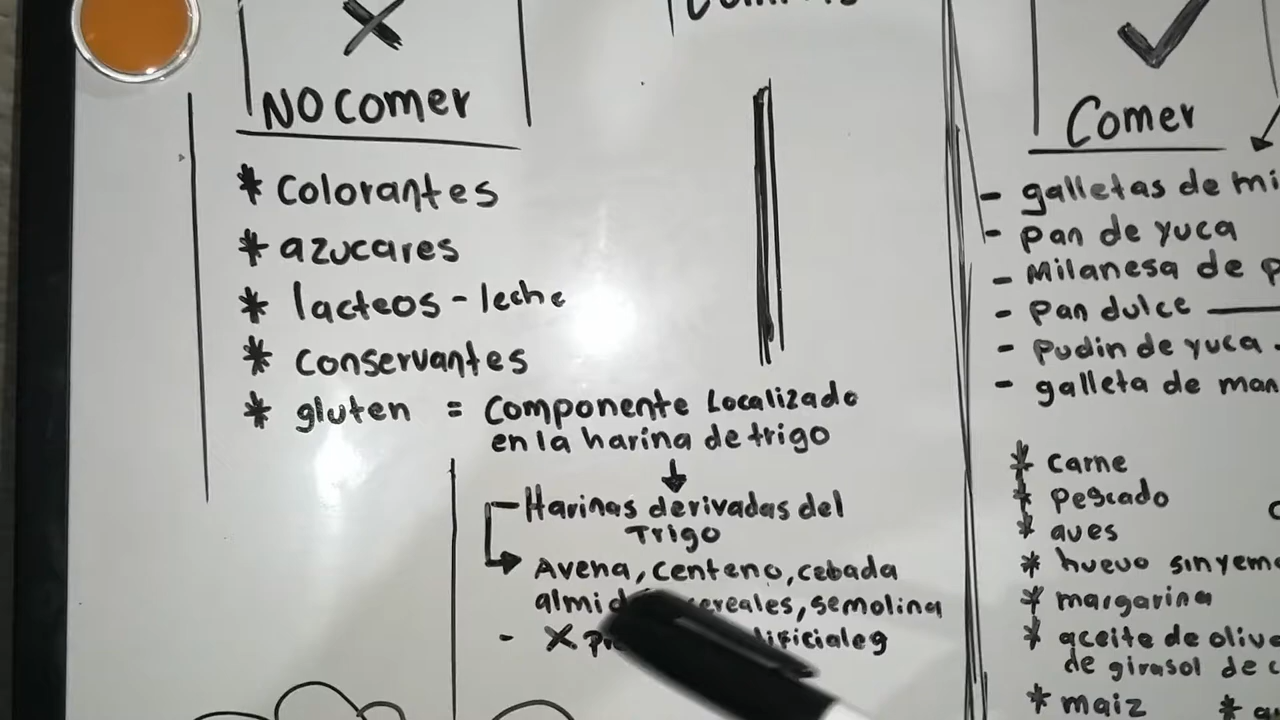 NO COMER
* Colorantes
* azucares
* lacteos - leche
* Conservantes
* gluten = Componente Localizado
en la harina de trigo
Harinas derivadas del
Trigo
Avena, centeno, cebada
cereales, semolina
- X
Comer
- galletas de
- pan de yuca
- Milanesa de
- pan dulce
- pudin de yuca
- galleta de
* carne
* pescado
* aves
* huevo sin
* margarina
* aceite de
de girasol de
* maiz